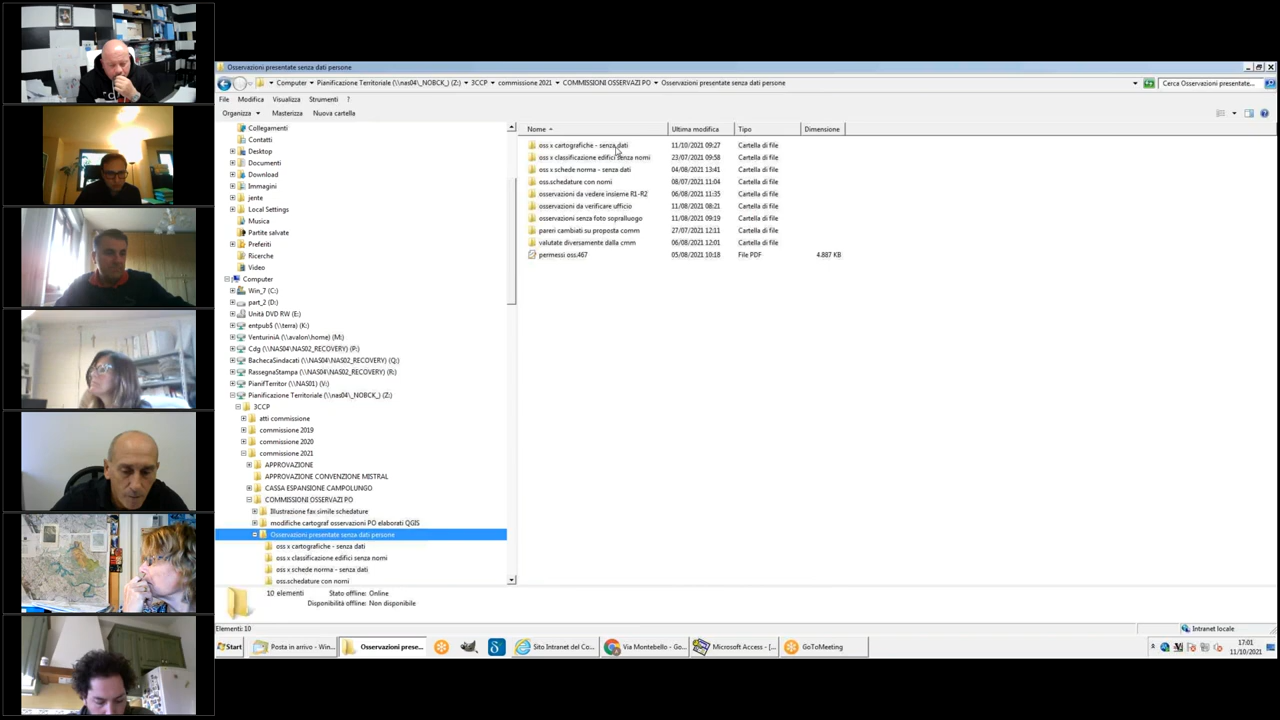 Osservazioni presentate senza dati persone
Computer ▸ Pianificazione Territoriale (\\nas04\_NOBCK_) (Z:) ▸ 3CCP ▸ commissione 2021 ▸ COMMISSIONI OSSERVAZI PO ▸ Osservazioni presentate senza dati persone
Cerca Osservazioni presentate...
File Modifica Visualizza Strumenti ?
Organizza Masterizza Nuova cartella
Collegamenti
Contatti
Desktop
Documenti
Download
Immagini
jente
Local Settings
Musica
Partite salvate
Preferiti
Ricerche
Video
Computer
Win_7 (C:)
part_2 (D:)
Unità DVD RW (E:)
entpub$ (\\terra) (K:)
VenturiniA (\\avalon\home) (M:)
Cdg (\\NAS04\NAS02_RECOVERY) (P:)
BachecaSindacati (\\NAS04\NAS02_RECOVERY) (Q:)
RassegnaStampa (\\NAS04\NAS02_RECOVERY) (R:)
PianifTerritor (\\NAS01) (V:)
Pianificazione Territoriale (\\nas04\_NOBCK_) (Z:)
3CCP
atti commissione
commissione 2019
commissione 2020
commissione 2021
APPROVAZIONE
APPROVAZIONE CONVENZIONE MISTRAL
CASSA ESPANSIONE CAMPOLUNGO
COMMISSIONI OSSERVAZI PO
Illustrazione fax simile schedature
modifiche cartograf osservazioni PO elaborati QGIS
Osservazioni presentate senza dati persone
oss x cartografiche - senza dati
oss x classificazione edifici senza nomi
oss x schede norma - senza dati
oss.schedature con nomi
Nome Ultima modifica Tipo Dimensione
oss x cartografiche - senza dati 11/10/2021 09:27 Cartella di file
oss x classificazione edifici senza nomi 23/07/2021 09:58 Cartella di file
oss x schede norma - senza dati 04/08/2021 13:41 Cartella di file
oss.schedature con nomi 08/07/2021 11:04 Cartella di file
osservazioni da vedere insieme R1-R2 06/08/2021 11:35 Cartella di file
osservazioni da verificare ufficio 11/08/2021 08:21 Cartella di file
osservazioni senza foto sopralluogo 11/08/2021 09:19 Cartella di file
pareri cambiati su proposta comm 27/07/2021 12:11 Cartella di file
valutate diversamente dalla cmm 06/08/2021 12:01 Cartella di file
permessi oss.467 05/08/2021 10:18 File PDF 4.887 KB
10 elementi Stato offline: Online
Disponibilità offline: Non disponibile
Elementi: 10 Intranet locale
Start Posta in arrivo - Win... Osservazioni prese... Sito Intranet del Co... Via Montebello - Go... Microsoft Access - [... GoToMeeting 17:01
11/10/2021